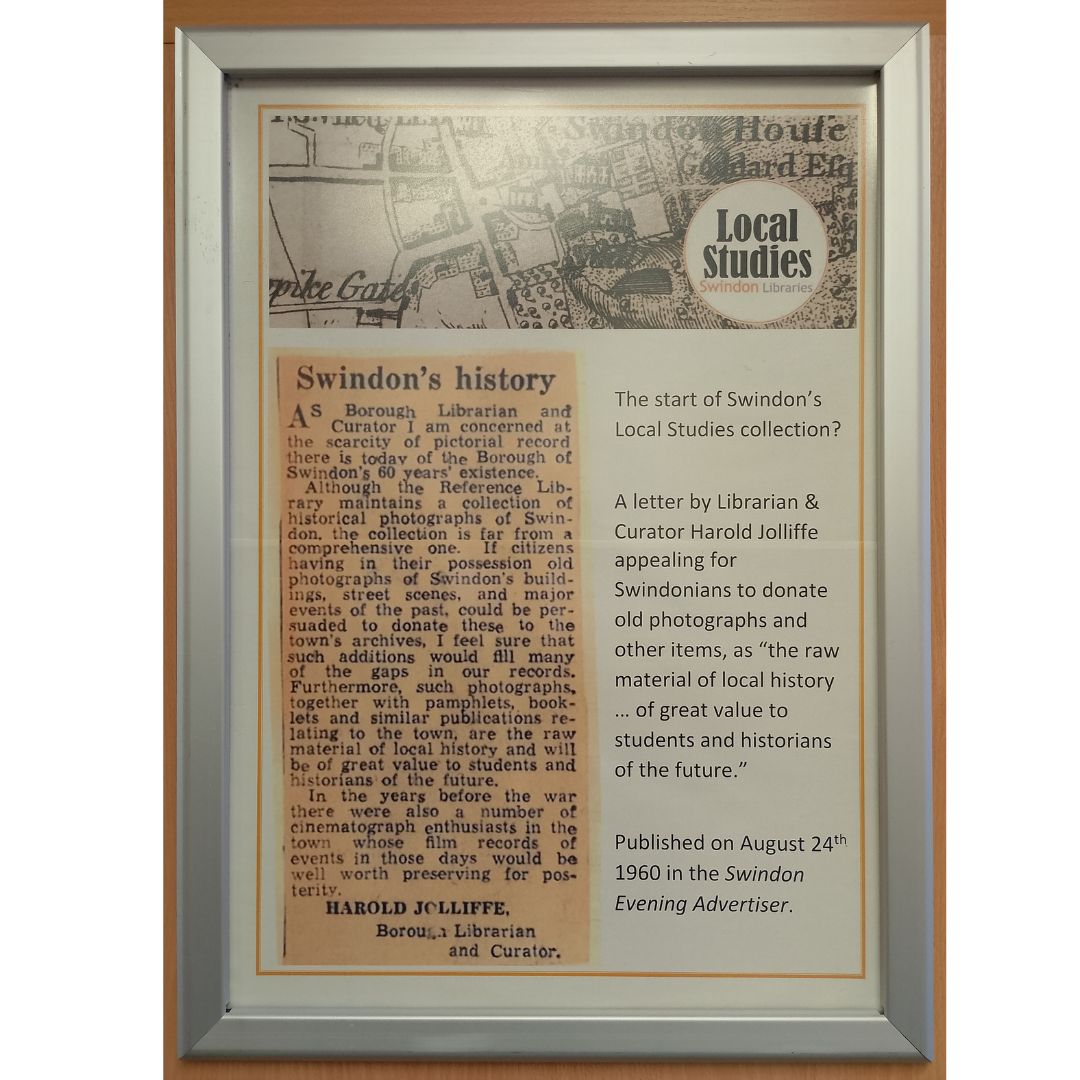 Swindon House
Goddard Esq
pike Gate
Local
Studies
Swindon Libraries
Swindon's history
AS Borough Librarian and
Curator I am concerned at
the scarcity of pictorial record
there is today of the Borough of
Swindon's 60 years' existence.
Although the Reference Lib-
rary maintains a collection of
historical photographs of Swin-
don, the collection is far from a
comprehensive one. If citizens
having in their possession old
photographs of Swindon's build-
ings, street scenes, and major
events of the past, could be per-
suaded to donate these to the
town's archives, I feel sure that
such additions would fill many
of the gaps in our records.
Furthermore, such photographs,
together with pamphlets, book-
lets and similar publications re-
lating to the town, are the raw
material of local history and will
be of great value to students and
historians of the future.
In the years before the war
there were also a number of
cinematograph enthusiasts in the
town whose film records of
events in those days would be
well worth preserving for pos-
terity.
HAROLD JOLLIFFE,
Borough Librarian
and Curator.
The start of Swindon's
Local Studies collection?
A letter by Librarian &
Curator Harold Jolliffe
appealing for
Swindonians to donate
old photographs and
other items, as “the raw
material of local history
... of great value to
students and historians
of the future.”
Published on August 24th
1960 in the Swindon
Evening Advertiser.